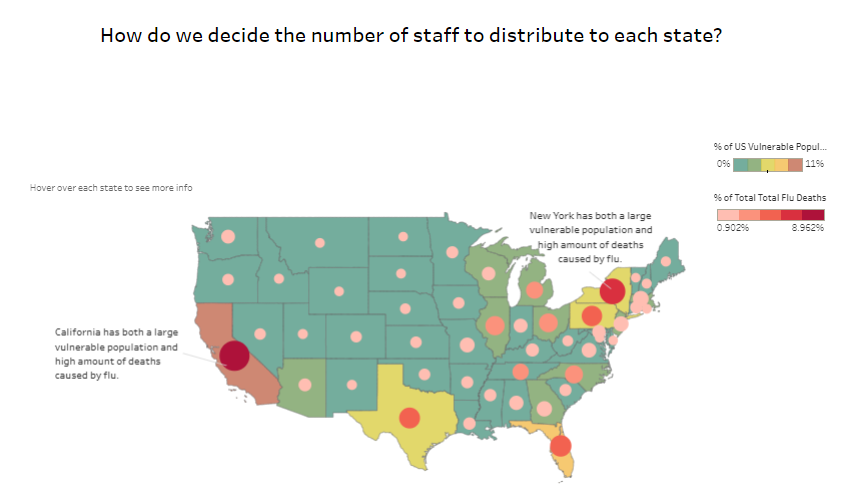 How do we decide the number of staff to distribute to each state?
% of US Vulnerable Popul...
0%
11%
Hover over each state to see more info
% of Total Total Flu Deaths
0.902%
8.962%
New York has both a large
vulnerable population and
high amount of deaths
caused by flu.
California has both a large
vulnerable population and
high amount of deaths
caused by flu.